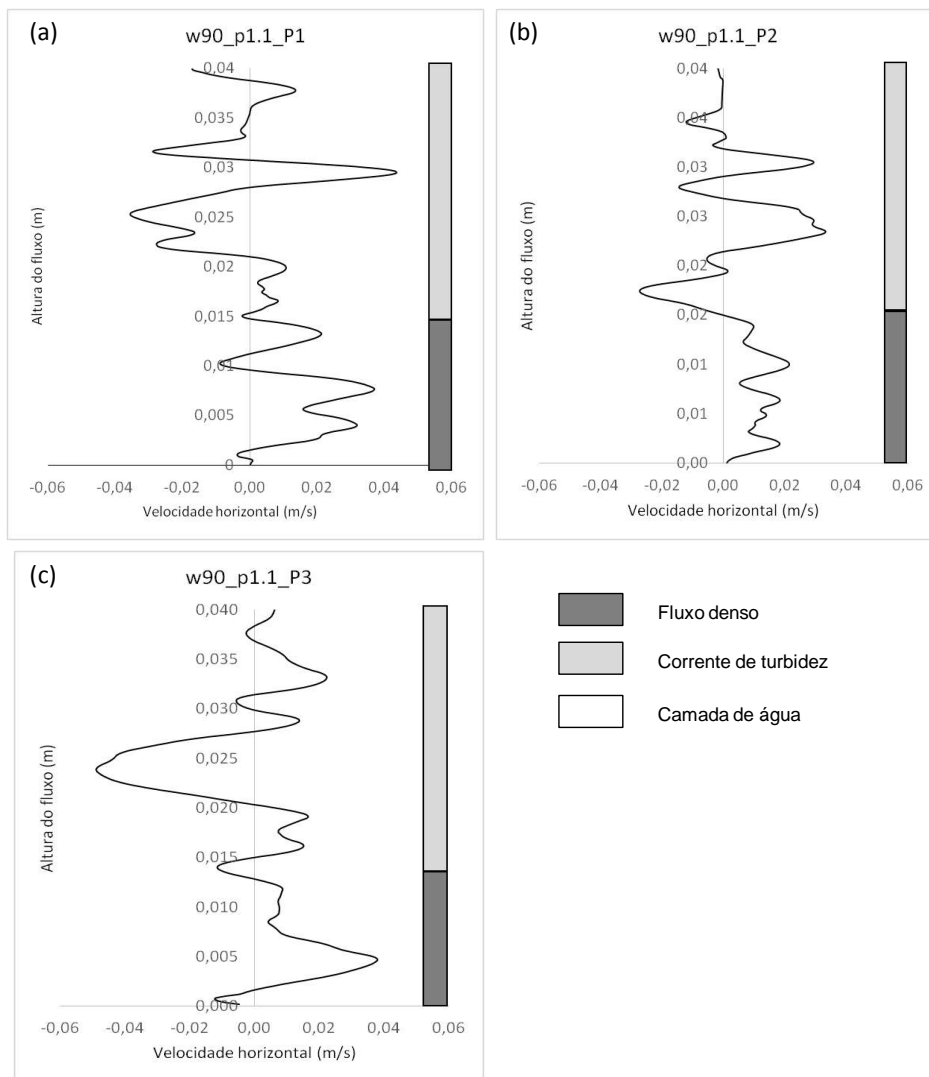 (a)
w90_p1.1_P1
0,04
0,035
0,03
0,025
0,02
0,015
0,01
0,005
0
Altura do fluxo (m)
-0,06 -0,04 -0,02 0,00 0,02 0,04 0,06
Velocidade horizontal (m/s)
(b)
w90_p1.1_P2
0,04
0,04
0,03
0,03
0,02
0,02
0,01
0,01
0,00
Altura do fluxo (m)
-0,06 -0,04 -0,02 0,00 0,02 0,04 0,06
Velocidade horizontal (m/s)
(c)
w90_p1.1_P3
0,040
0,035
0,030
0,025
0,020
0,015
0,010
0,005
0,000
Altura do fluxo (m)
-0,06 -0,04 -0,02 0,00 0,02 0,04 0,06
Velocidade horizontal (m/s)
Fluxo denso
Corrente de turbidez
Camada de água